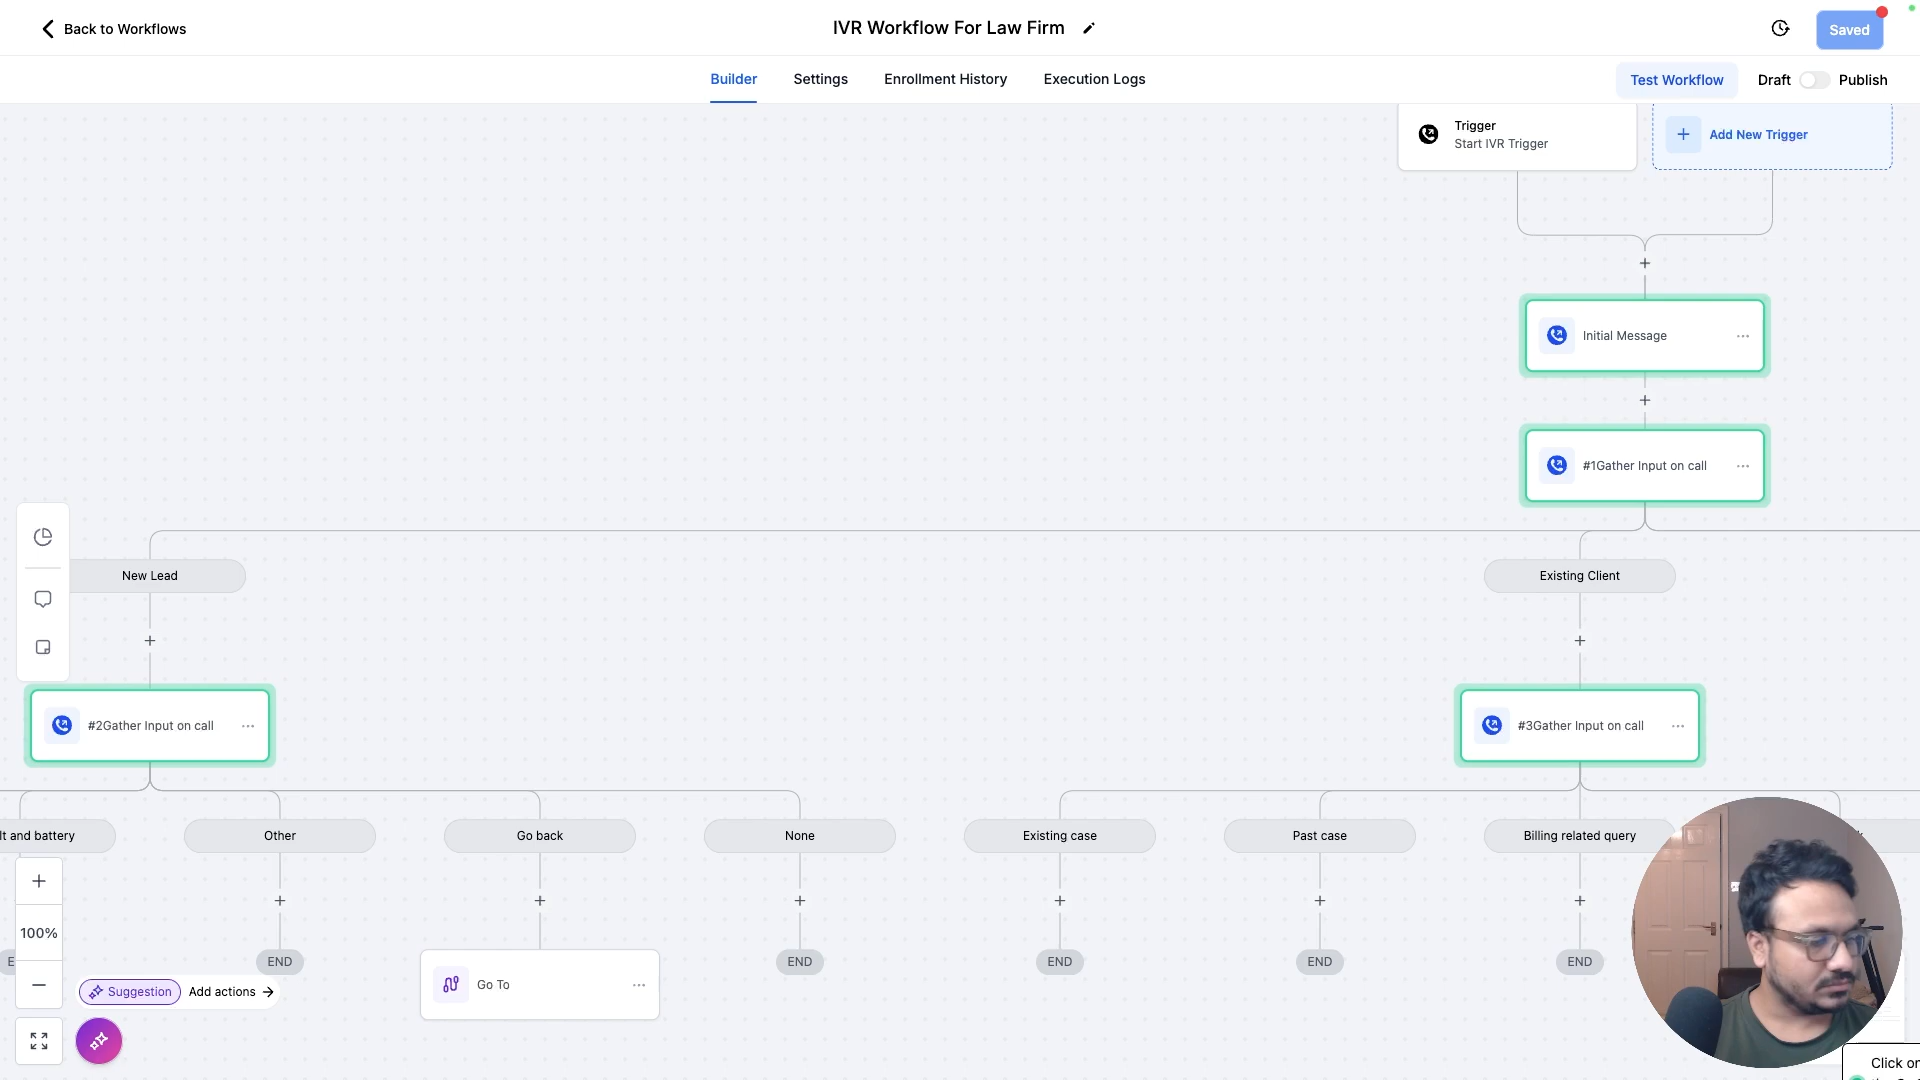 Back to Workflows
IVR Workflow For Law Firm
Saved
Builder
Settings
Enrollment History
Execution Logs
Test Workflow
Draft
Publish
Trigger
Start IVR Trigger
Add New Trigger
Initial Message
#1Gather Input on call
New Lead
Existing Client
#2Gather Input on call
#3Gather Input on call
and battery
Other
Go back
None
Existing case
Past case
Billing related query
100%
END
END
END
END
END
Go To
Suggestion
Add actions
Click